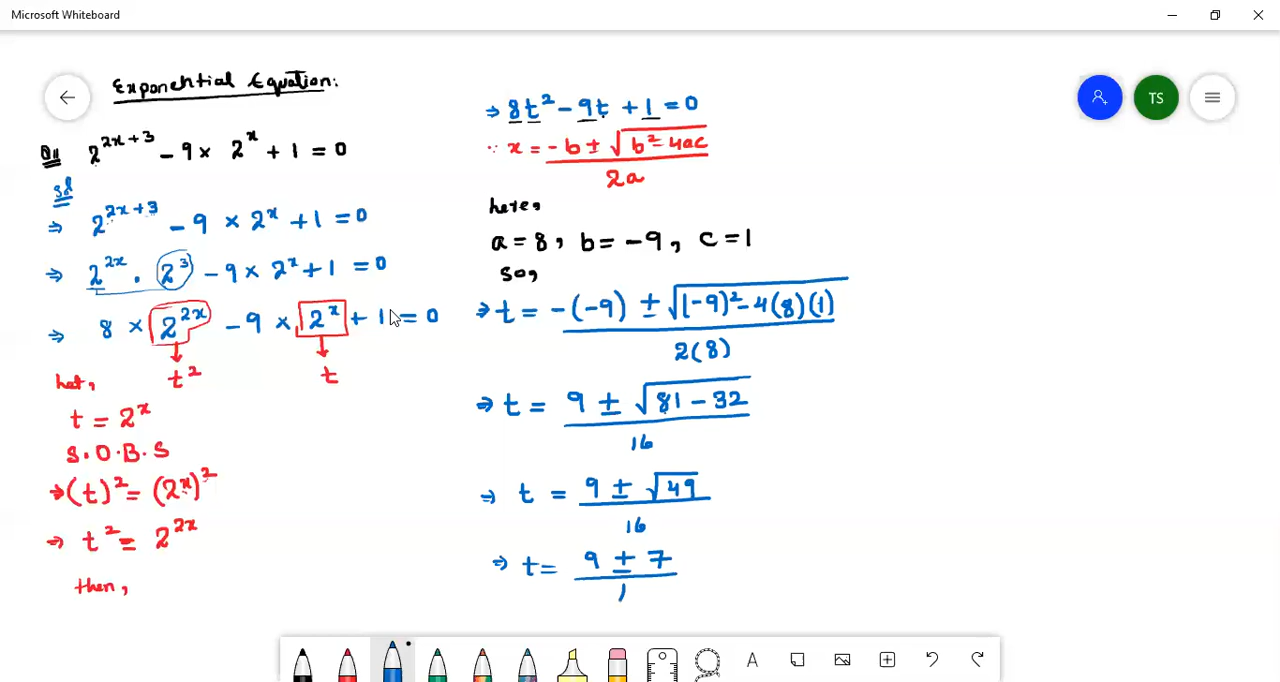 Microsoft Whiteboard
Exponential Equation:
TS
Q1 2^{2x+3} - 9 × 2^x + 1 = 0
Sol
⇒ 2^{2x+3} - 9 × 2^x + 1 = 0
⇒ 2^{2x} . 2^3 - 9 × 2^x + 1 = 0
⇒ 8 × 2^{2x} - 9 × 2^x + 1 = 0
↓ t^2 ↓ t
let,
t = 2^x
S.O.B.S
⇒ (t)^2 = (2^x)^2
⇒ t^2 = 2^{2x}
then,
⇒ 8t^2 - 9t + 1 = 0
∵ x = -b ± √(b^2 - 4ac)
2a
here,
a = 8, b = -9, c = 1
so,
⇒ t = -(-9) ± √((-9)^2 - 4(8)(1))
2(8)
⇒ t = 9 ± √(81 - 32)
16
⇒ t = 9 ± √49
16
⇒ t = 9 ± 7
1
A